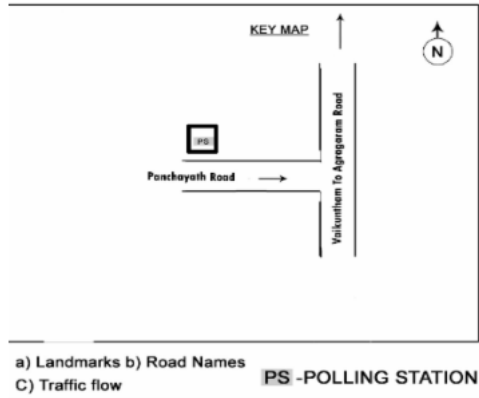 KEY MAP
N
PS
Panchayath Road
Vaikuntham To Agragaram Road
a) Landmarks b) Road Names
C) Traffic flow
PS -POLLING STATION